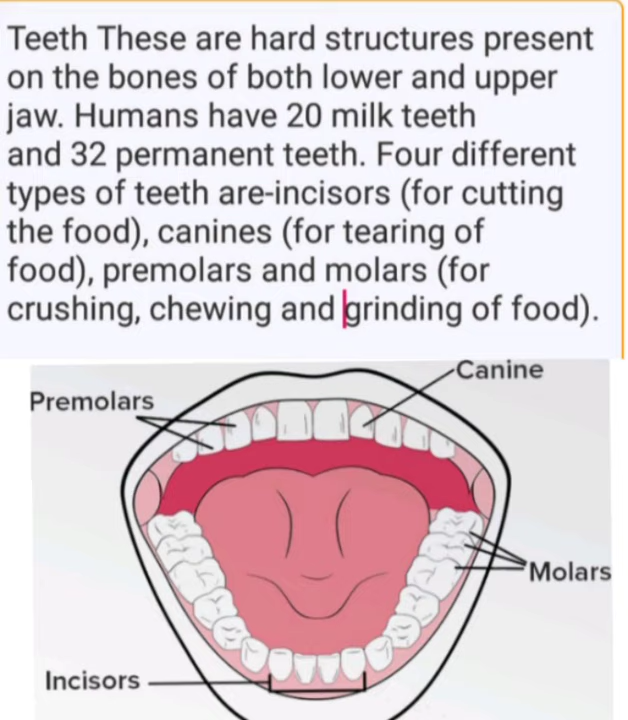 Teeth These are hard structures present
on the bones of both lower and upper
jaw. Humans have 20 milk teeth
and 32 permanent teeth. Four different
types of teeth are-incisors (for cutting
the food), canines (for tearing of
food), premolars and molars (for
crushing, chewing and grinding of food).
Canine
Premolars
Molars
Incisors